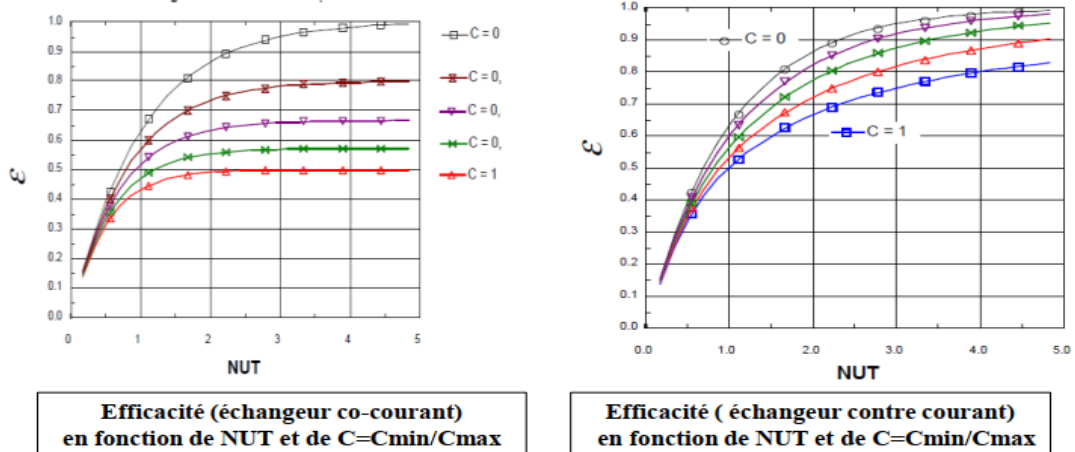 1.0
0.9
0.8
0.7
0.6
0.5
0.4
0.3
0.2
0.1
0.0
ε
0 1 2 3 4 5
NUT
C = 0
C = 0,
C = 0,
C = 0,
C = 1
Efficacité (échangeur co-courant)
en fonction de NUT et de C=Cmin/Cmax
1.0
0.9
0.8
0.7
0.6
0.5
0.4
0.3
0.2
0.1
0.0
ε
C = 0
C = 1
0.0 1.0 2.0 3.0 4.0 5.0
NUT
Efficacité ( échangeur contre courant)
en fonction de NUT et de C=Cmin/Cmax